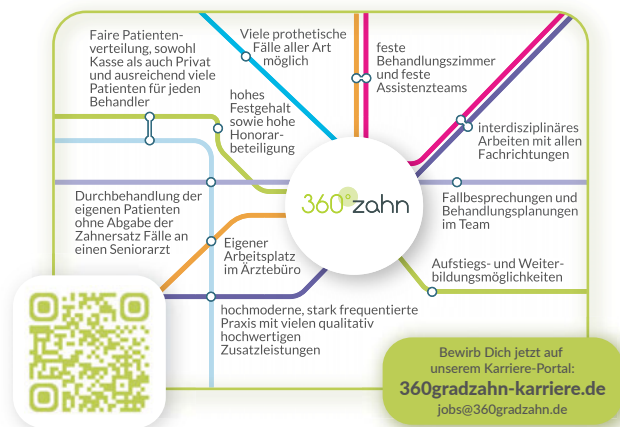 Faire Patienten-
verteilung, sowohl
Kasse als auch Privat
und ausreichend viele
Patienten für jeden
Behandler
Viele prothetische
Fälle aller Art
möglich
feste
Behandlungszimmer
und feste
Assistenzteams
hohes
Festgehalt
sowie hohe
Honorar-
beteiligung
interdisziplinäres
Arbeiten mit allen
Fachrichtungen
360°zahn
Durchbehandlung der
eigenen Patienten
ohne Abgabe der
Zahnersatz Fälle an
einen Seniorarzt
Fallbesprechungen und
Behandlungsplanungen
im Team
Eigener
Arbeitsplatz
im Ärztebüro
Aufstiegs- und Weiter-
bildungsmöglichkeiten
hochmoderne, stark frequentierte
Praxis mit vielen qualitativ
hochwertigen
Zusatzleistungen
Bewirb Dich jetzt auf
unserem Karriere-Portal:
360gradzahn-karriere.de
jobs@360gradzahn.de